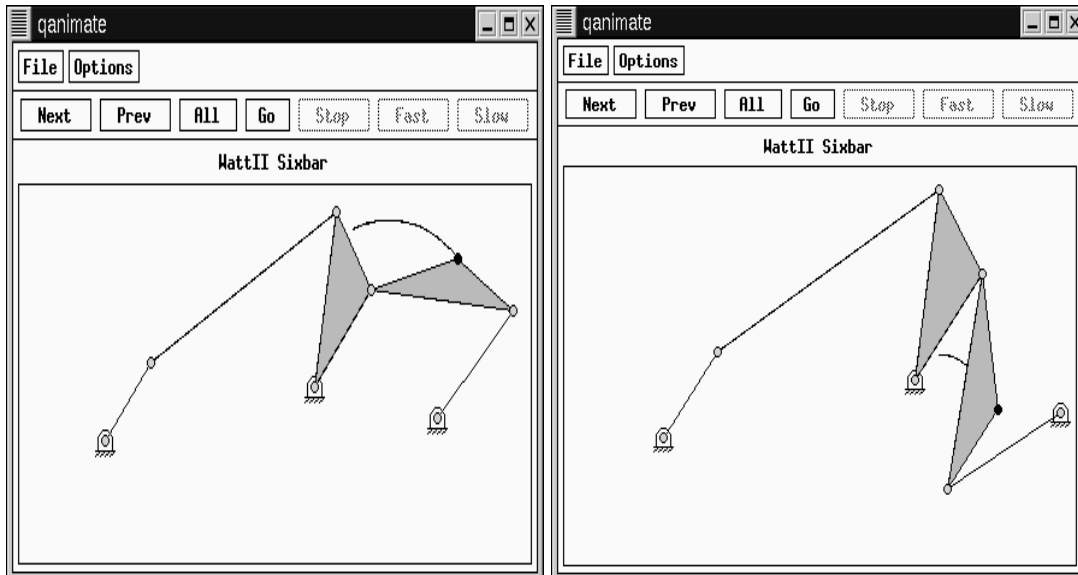 qanimate
File Options
Next Prev All Go Stop Fast Slow
WattII Sixbar
qanimate
File Options
Next Prev All Go Stop Fast Slow
WattII Sixbar